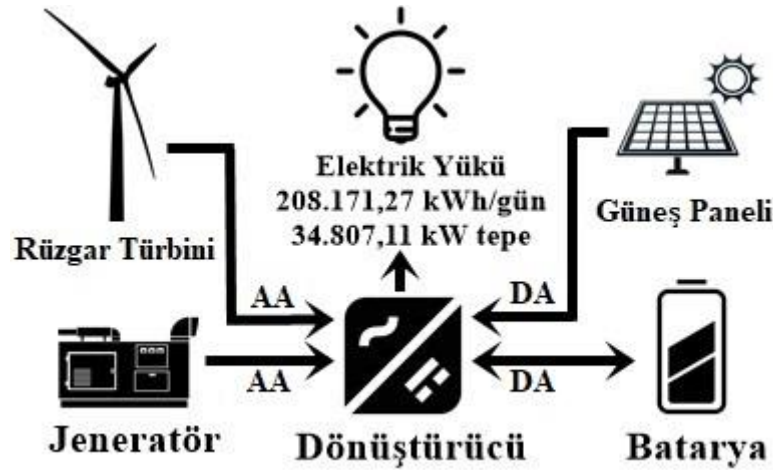 Elektrik Yükü
208.171,27 kWh/gün
34.807,11 kW tepe
Rüzgar Türbini
Güneş Paneli
AA
DA
AA
DA
Jeneratör
Dönüştürücü
Batarya